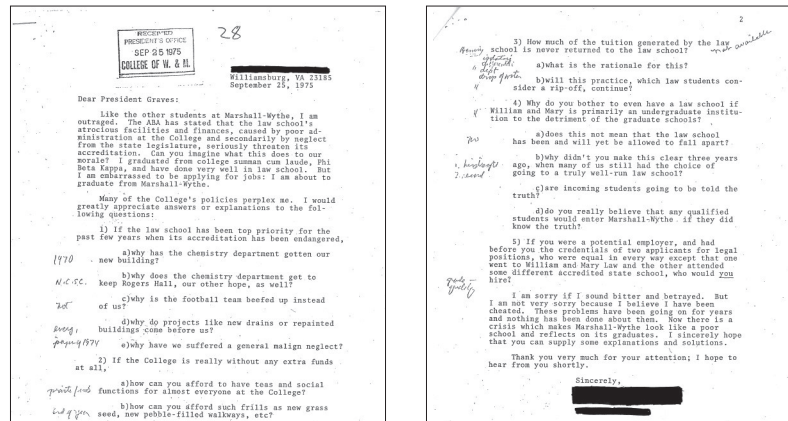 RECEIVED
PRESIDENT'S OFFICE
SEP 25 1975
COLLEGE OF W. & M.
28
Williamsburg, VA 23185
September 25, 1975
Dear President Graves:
Like the other students at Marshall-Wythe, I am
outraged. The ABA has stated that the law school's
atrocious facilities and finances, caused by poor ad-
ministration at the College and secondarily by neglect
from the state legislature, seriously threaten its
accreditation. Can you imagine what this does to our
morale? I graduated from college summan cum laude, Phi
Beta Kappa, and have done very well in law school. But
I am embarrassed to be applying for jobs: I am about to
graduate from Marshall-Wythe.
Many of the College's policies perplex me. I would
greatly appreciate answers or explanations to the fol-
lowing questions:
1) If the law school has been top priority for the
past few years when its accreditation has been endangered,
1970
a)why has the chemistry department gotten our
new building?
N.C.S.C.
b)why does the chemistry department get to
keep Rogers Hall, our other hope, as well?
not
c)why is the football team beefed up instead
of us?
d)why do projects like new drains or repainted
buildings come before us?
1974
e)why have we suffered a general malign neglect?
2) If the College is really without any extra funds
at all,
private funds
a)how can you afford to have teas and social
functions for almost everyone at the College?
end of year
b)how can you afford such frills as new grass
seed, new pebble-filled walkways, etc?
2
3) How much of the tuition generated by the law
school is never returned to the law school?
not available
a)what is the rationale for this?
b)will this practice, which law students con-
sider a rip-off, continue?
4) Why do you bother to even have a law school if
William and Mary is primarily an undergraduate institu-
tion to the detriment of the graduate schools?
a)does this not mean that the law school
has been and will yet be allowed to fall apart?
b)why didn't you make this clear three years
ago, when many of us still had the choice of
going to a truly well-run law school?
c)are incoming students going to be told the
truth?
d)do you really believe that any qualified
students would enter Marshall-Wythe if they
did know the truth?
5) If you were a potential employer, and had
before you the credentials of two applicants for legal
positions, who were equal in every way except that one
went to William and Mary Law and the other attended
some different accredited state school, who would you
hire?
grads -
quality
I am sorry if I sound bitter and betrayed. But
I am not very sorry because I believe I have been
cheated. These problems have been going on for years
and nothing has been done about them. Now there is a
crisis which makes Marshall-Wythe look like a poor
school and reflects on its graduates. I sincerely hope
that you can supply some explanations and solutions.
Thank you very much for your attention; I hope to
hear from you shortly.
Sincerely,